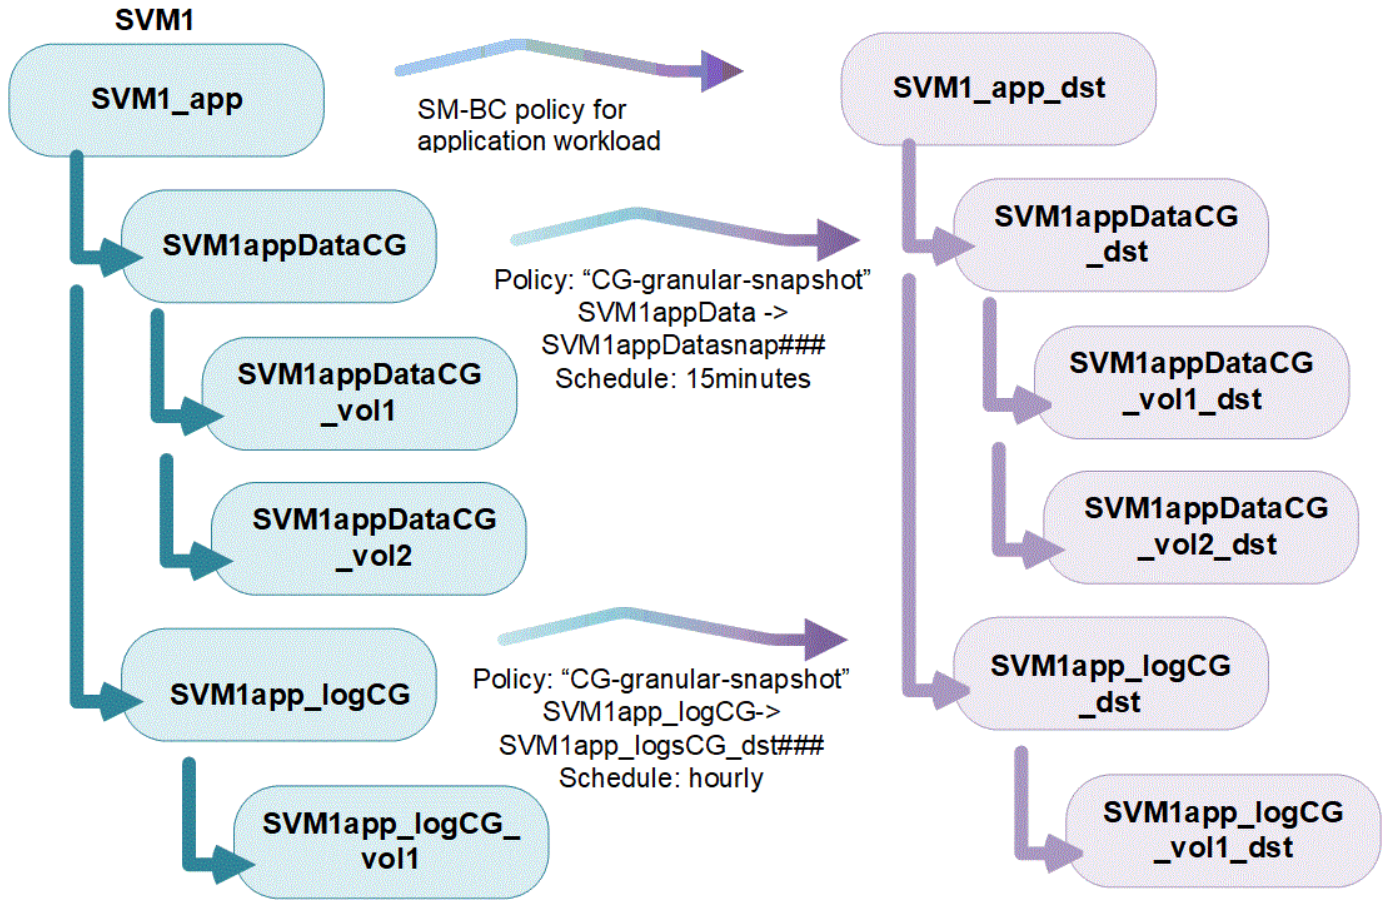 SVM1
SVM1_app
SM-BC policy for
application workload
SVM1_app_dst
SVM1appDataCG
Policy: “CG-granular-snapshot”
SVM1appData ->
SVM1appDatasnap###
Schedule: 15minutes
SVM1appDataCG
_dst
SVM1appDataCG
_vol1
SVM1appDataCG
_vol1_dst
SVM1appDataCG
_vol2
SVM1appDataCG
_vol2_dst
SVM1app_logCG
Policy: “CG-granular-snapshot”
SVM1app_logCG->
SVM1app_logsCG_dst###
Schedule: hourly
SVM1app_logCG
_dst
SVM1app_logCG_
vol1
SVM1app_logCG
_vol1_dst